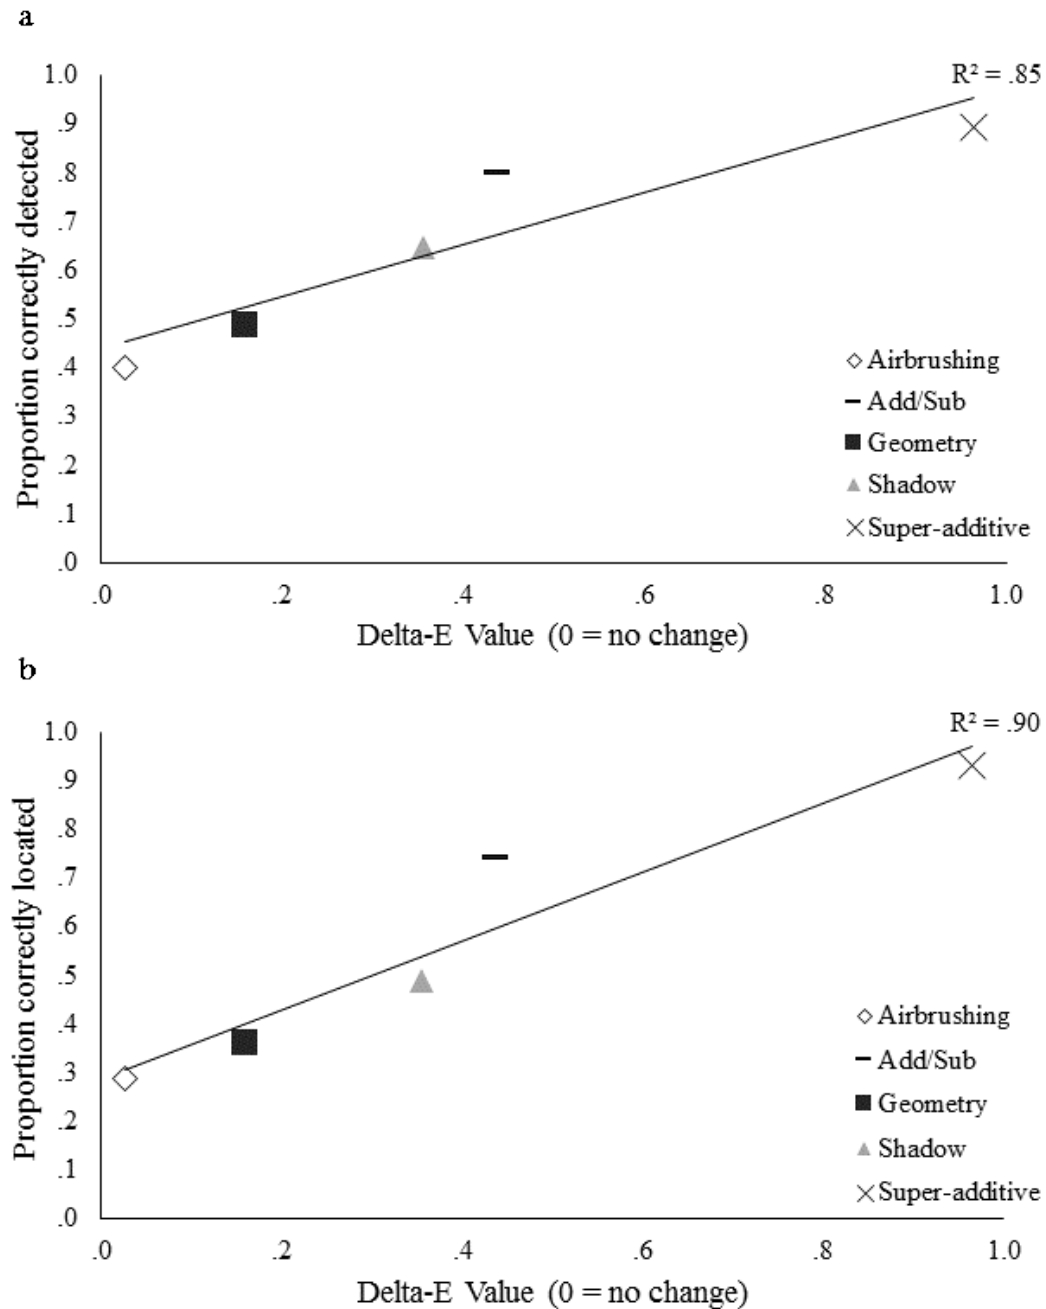 a
R² = .85
1.0
.9
.8
.7
.6
.5
.4
.3
.2
.1
.0
Proportion correctly detected
Airbrushing
Add/Sub
Geometry
Shadow
Super-additive
.0 .2 .4 .6 .8 1.0
Delta-E Value (0 = no change)
b
R² = .90
1.0
.9
.8
.7
.6
.5
.4
.3
.2
.1
.0
Proportion correctly located
Airbrushing
Add/Sub
Geometry
Shadow
Super-additive
.0 .2 .4 .6 .8 1.0
Delta-E Value (0 = no change)